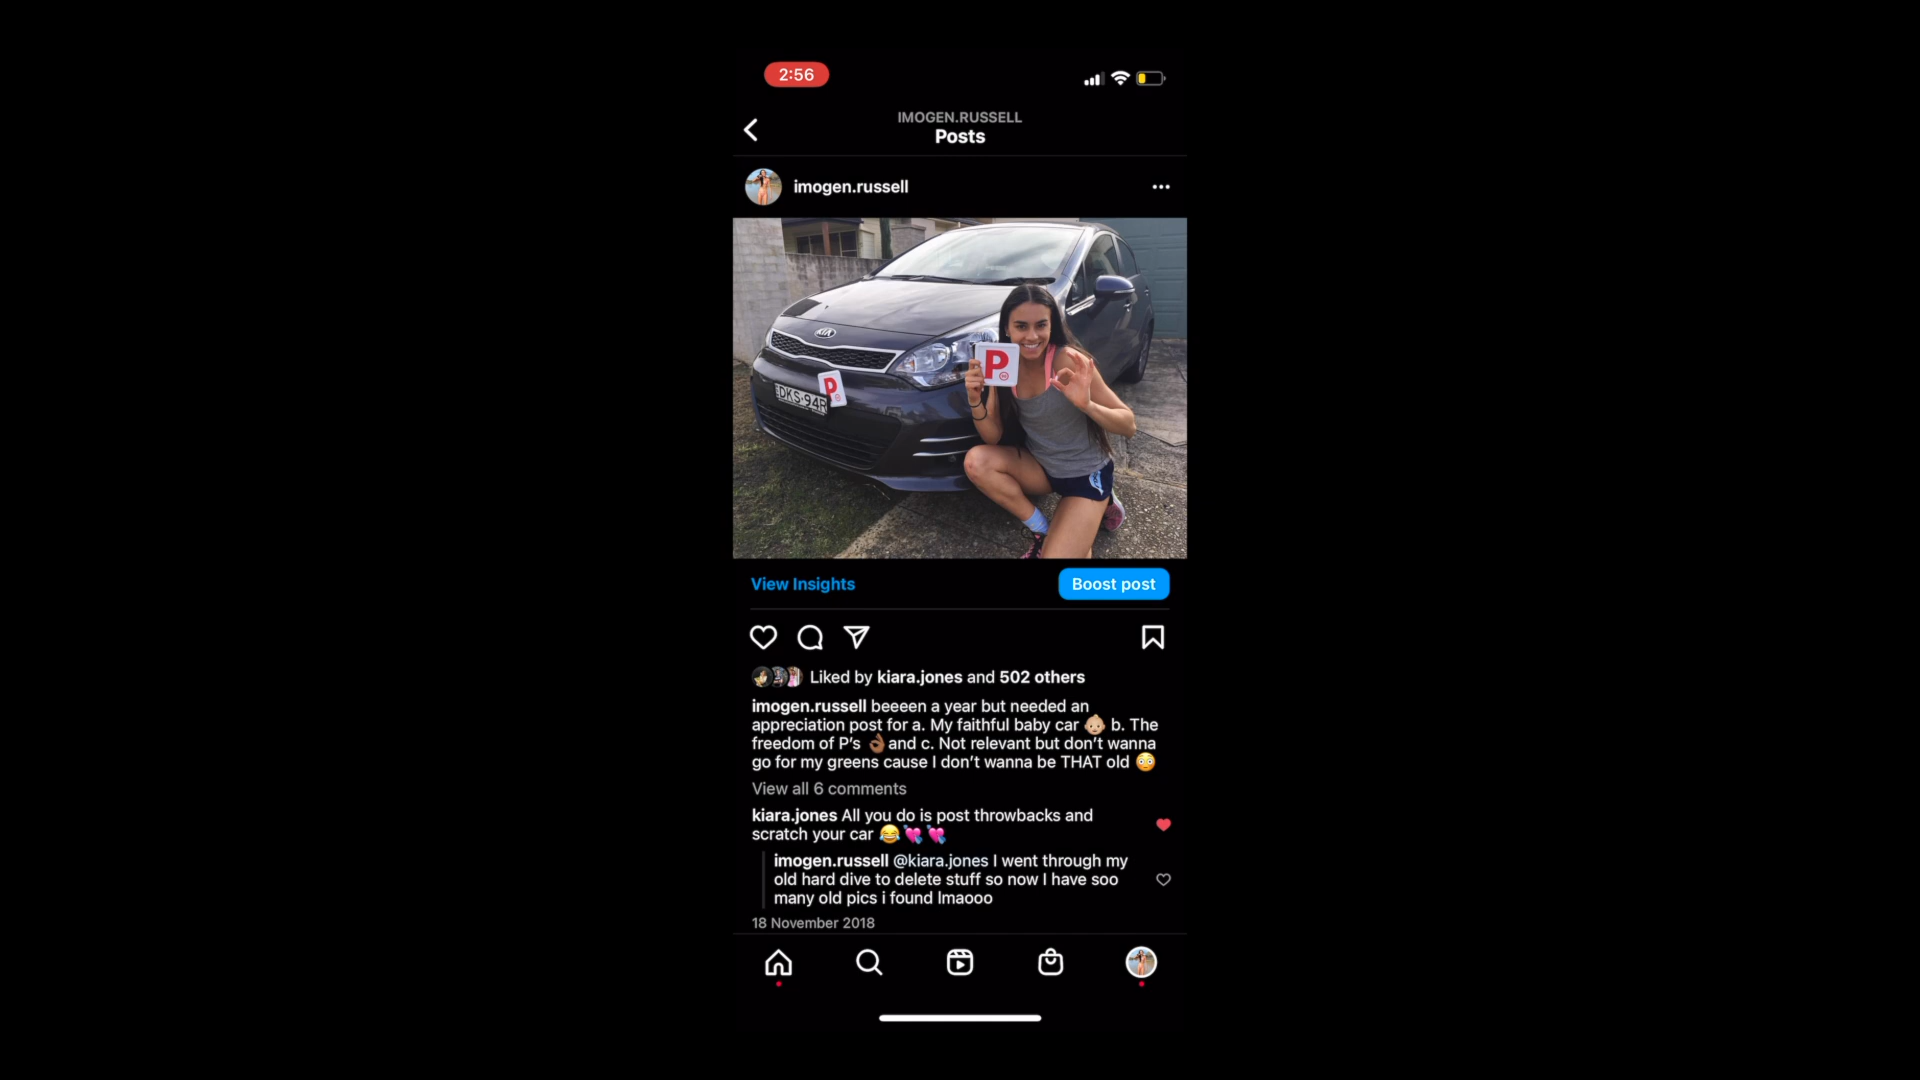 2:56
IMOGEN.RUSSELL
Posts
imogen.russell
KIA
P
P
DKS·94R
View Insights
Boost post
Liked by kiara.jones and 502 others
imogen.russell beeeen a year but needed an
appreciation post for a. My faithful baby car 👶🏼 b. The
freedom of P’s 👌🏾and c. Not relevant but don’t wanna
go for my greens cause I don’t wanna be THAT old 😳
View all 6 comments
kiara.jones All you do is post throwbacks and
scratch your car 😂💘💘
imogen.russell @kiara.jones I went through my
old hard dive to delete stuff so now I have soo
many old pics i found lmaooo
18 November 2018